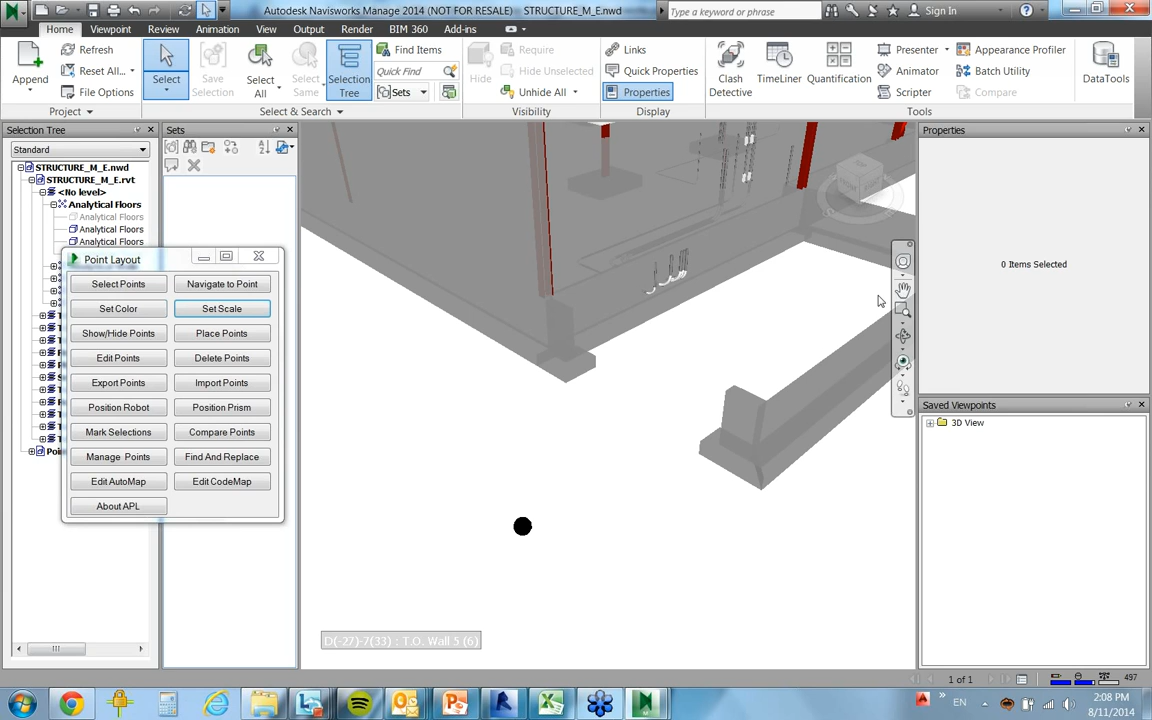 Autodesk Navisworks Manage 2014 (NOT FOR RESALE) STRUCTURE_M_E.nwd
Type a keyword or phrase
Sign In
Home Viewpoint Review Animation View Output Render BIM 360 Add-ins
Append
Refresh
Reset All...
File Options
Project
Select
Save Selection
Select All
Select Same
Selection Tree
Find Items
Quick Find
Sets
Select & Search
Hide
Require
Hide Unselected
Unhide All
Visibility
Links
Quick Properties
Properties
Display
Clash Detective
TimeLiner
Quantification
Presenter
Animator
Scripter
Appearance Profiler
Batch Utility
Compare
DataTools
Tools
Selection Tree
Standard
STRUCTURE_M_E.nwd
STRUCTURE_M_E.rvt
<No level>
Analytical Floors
Analytical Floors
Analytical Floors
Analytical Floors
Sets
Point Layout
Select Points Navigate to Point
Set Color Set Scale
Show/Hide Points Place Points
Edit Points Delete Points
Export Points Import Points
Position Robot Position Prism
Mark Selections Compare Points
Manage Points Find And Replace
Edit AutoMap Edit CodeMap
About APL
D(-27)-7(33) : T.O. Wall 5 (6)
Properties
0 Items Selected
Saved Viewpoints
3D View
1 of 1
497
EN
2:08 PM
8/11/2014